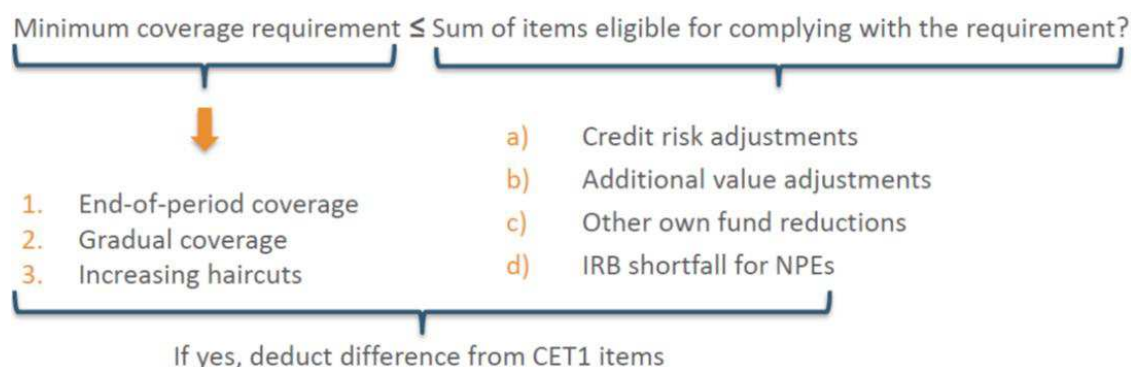 Minimum coverage requirement ≤ Sum of items eligible for complying with the requirement?
1. End-of-period coverage
2. Gradual coverage
3. Increasing haircuts
a) Credit risk adjustments
b) Additional value adjustments
c) Other own fund reductions
d) IRB shortfall for NPEs
If yes, deduct difference from CET1 items